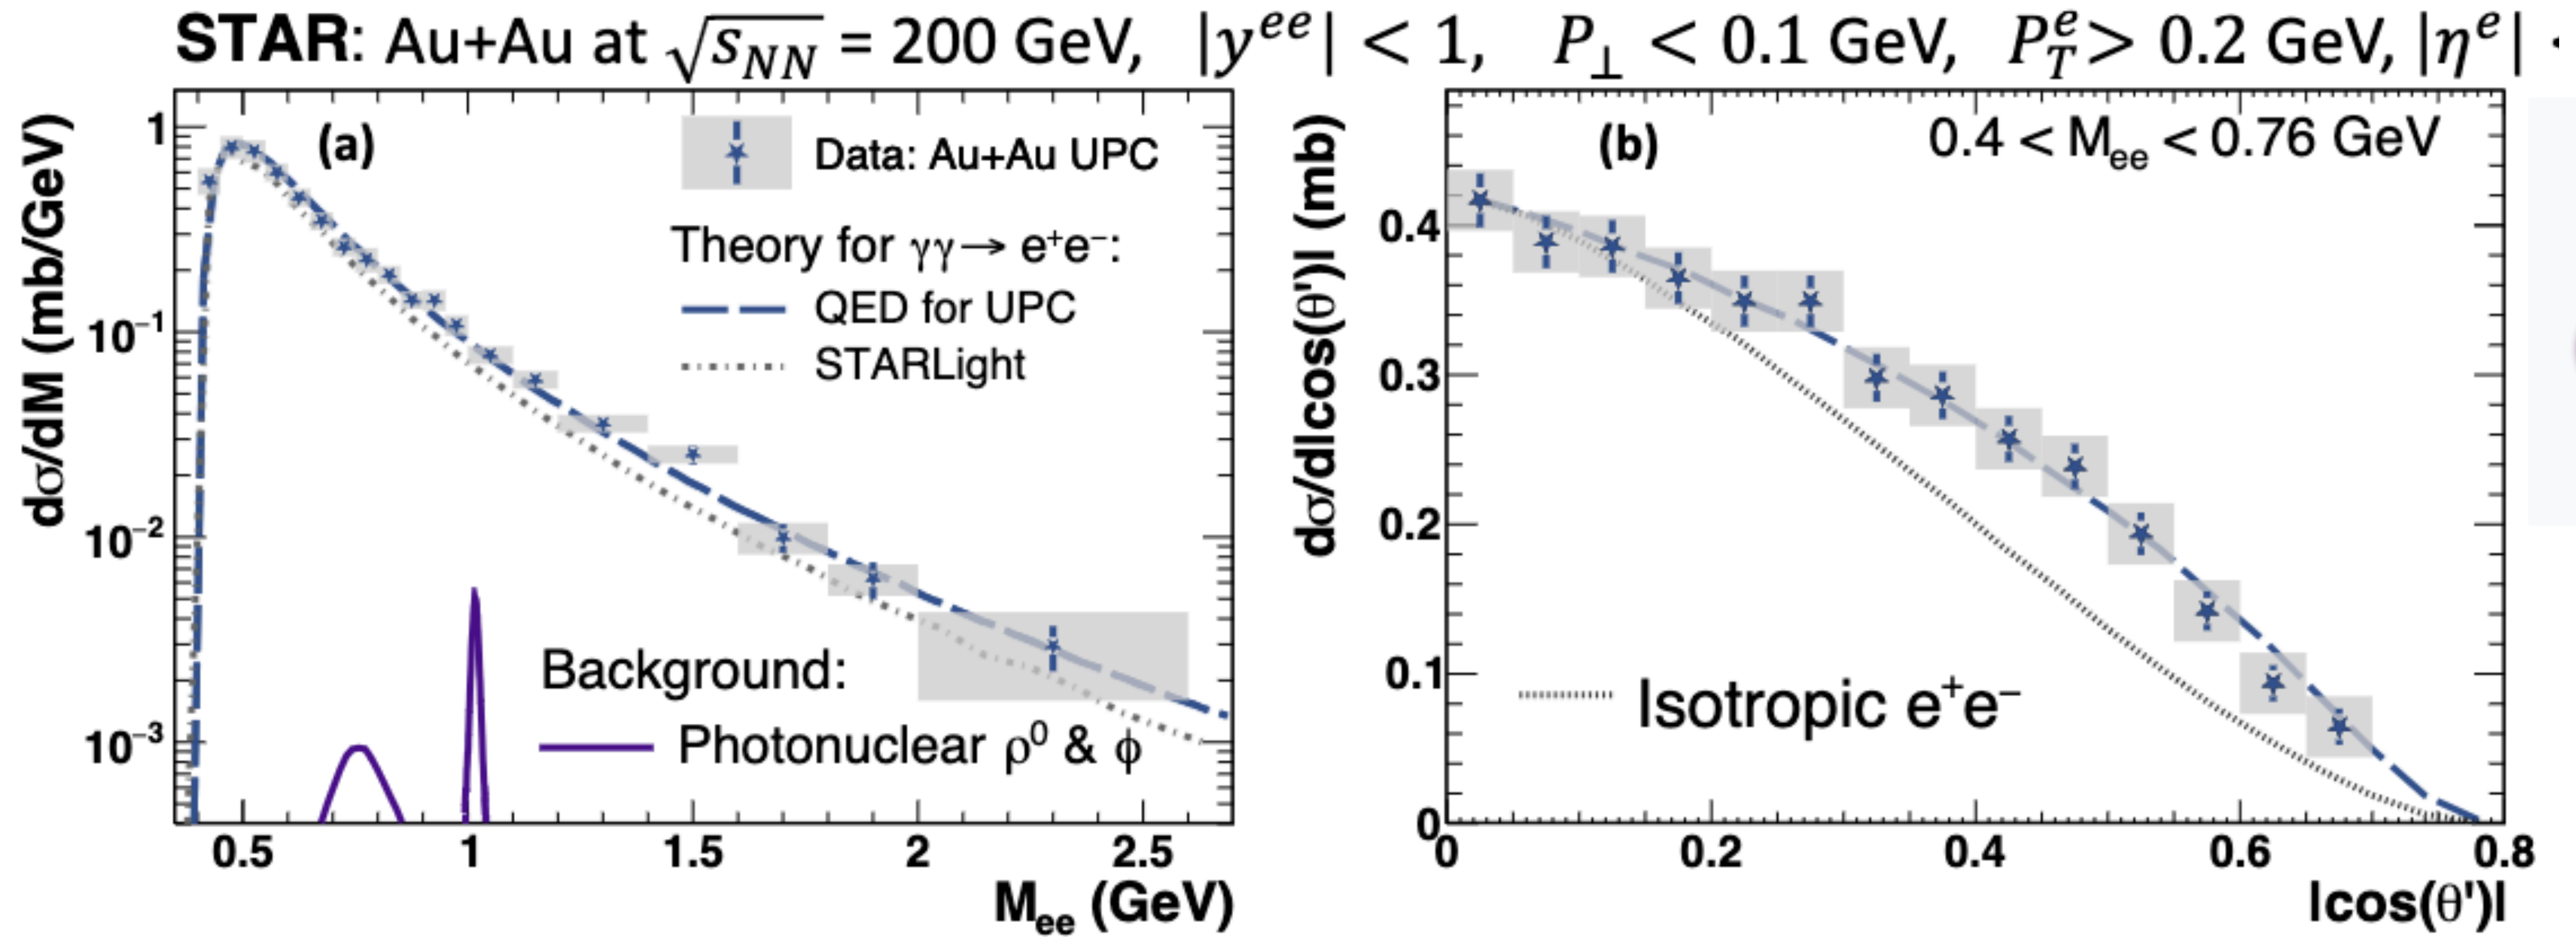 STAR: Au+Au at √s_NN = 200 GeV, |y^ee| < 1, P_⊥ < 0.1 GeV, P_T^e > 0.2 GeV, |η^e| ·
(a)
Data: Au+Au UPC
Theory for γγ→ e⁺e⁻:
QED for UPC
STARLight
Background:
Photonuclear ρ⁰ & ϕ
dσ/dM (mb/GeV)
1
10⁻¹
10⁻²
10⁻³
0.5 1 1.5 2 2.5
M_ee (GeV)
(b) 0.4 < M_ee < 0.76 GeV
Isotropic e⁺e⁻
dσ/d|cos(θ')| (mb)
0.4
0.3
0.2
0.1
0
0 0.2 0.4 0.6 0.8
|cos(θ')|